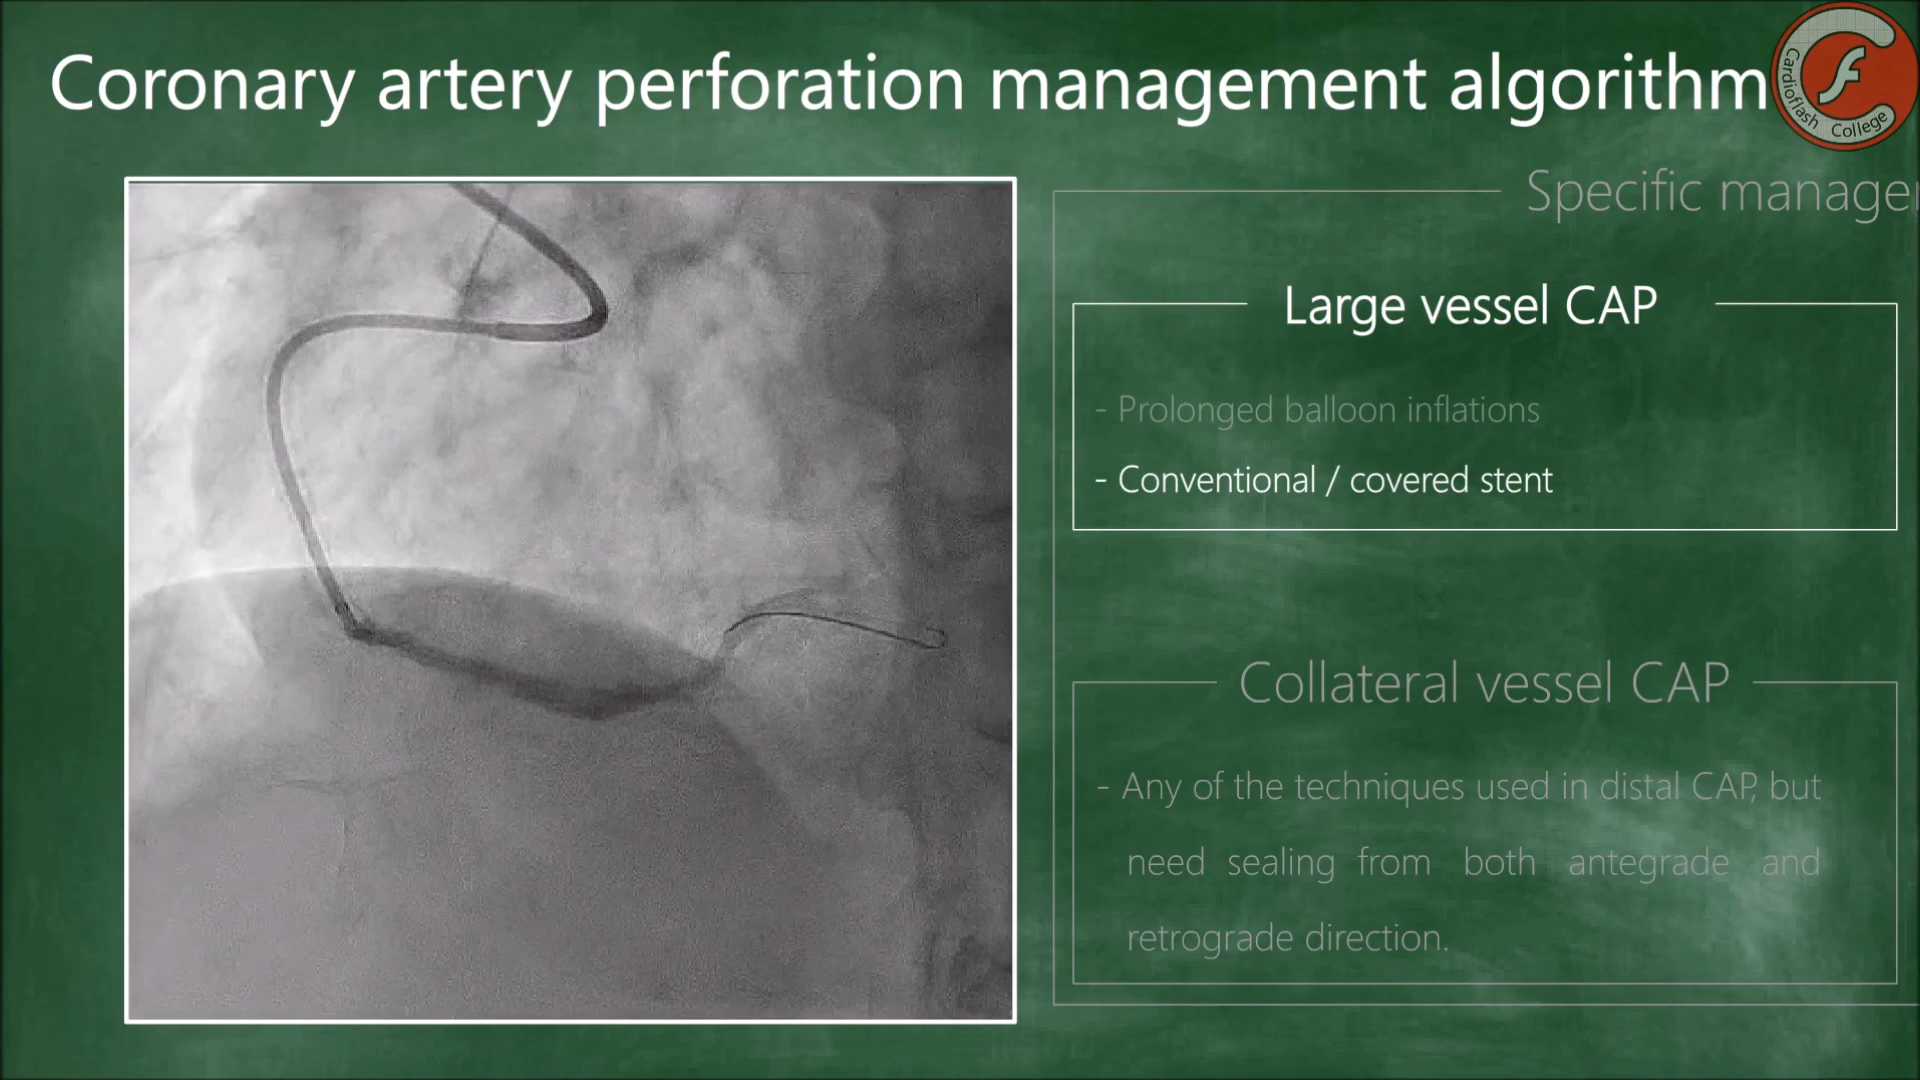 Coronary artery perforation management algorithm
Cardioflash College
Specific manage
Large vessel CAP
- Prolonged balloon inflations
- Conventional / covered stent
Collateral vessel CAP
- Any of the techniques used in distal CAP, but
need sealing from both antegrade and
retrograde direction.